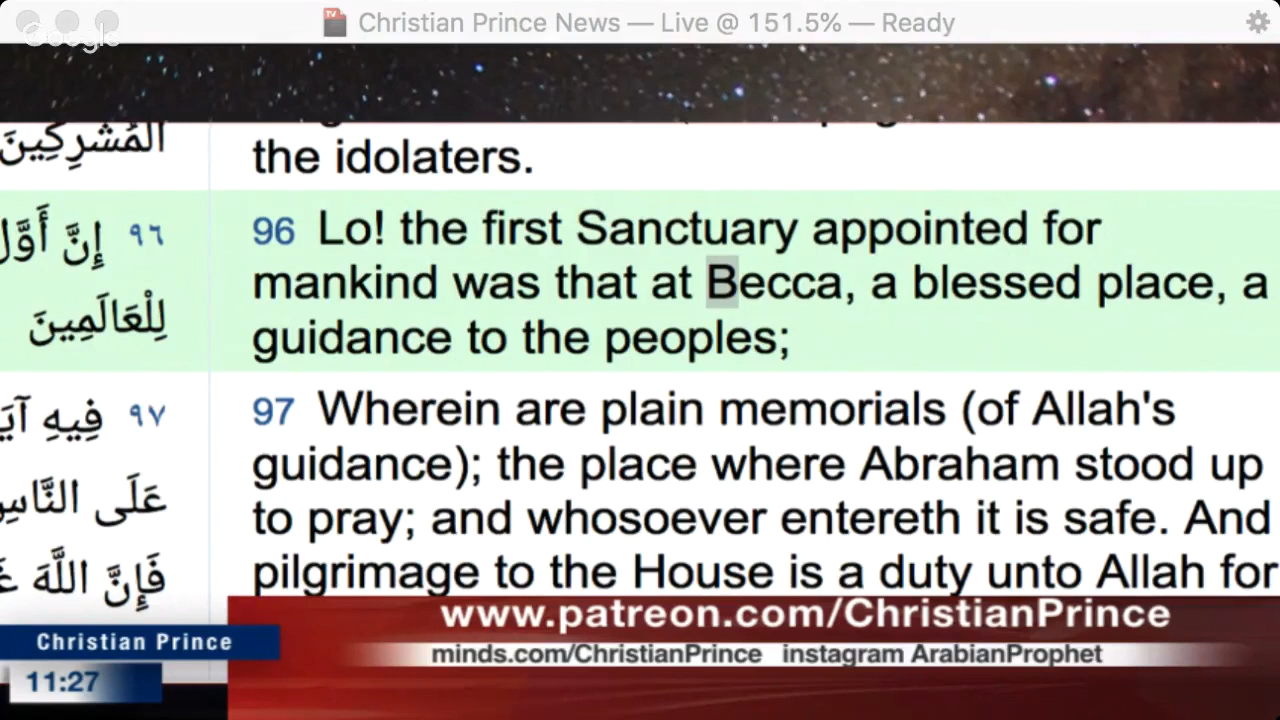 Christian Prince News — Live @ 151.5% — Ready
Google
الْمُشْرِكِينَ
the idolaters.
٩٦ إِنَّ أَوَّل
لِلْعَالَمِينَ
96 Lo! the first Sanctuary appointed for
mankind was that at Becca, a blessed place, a
guidance to the peoples;
٩٧ فِيهِ
عَلَى النَّاسِ
فَإِنَّ اللَّهَ
97 Wherein are plain memorials (of Allah's
guidance); the place where Abraham stood up
to pray; and whosoever entereth it is safe. And
pilgrimage to the House is a duty unto Allah for
www.patreon.com/ChristianPrince
Christian Prince
minds.com/ChristianPrince instagram ArabianProphet
11:27